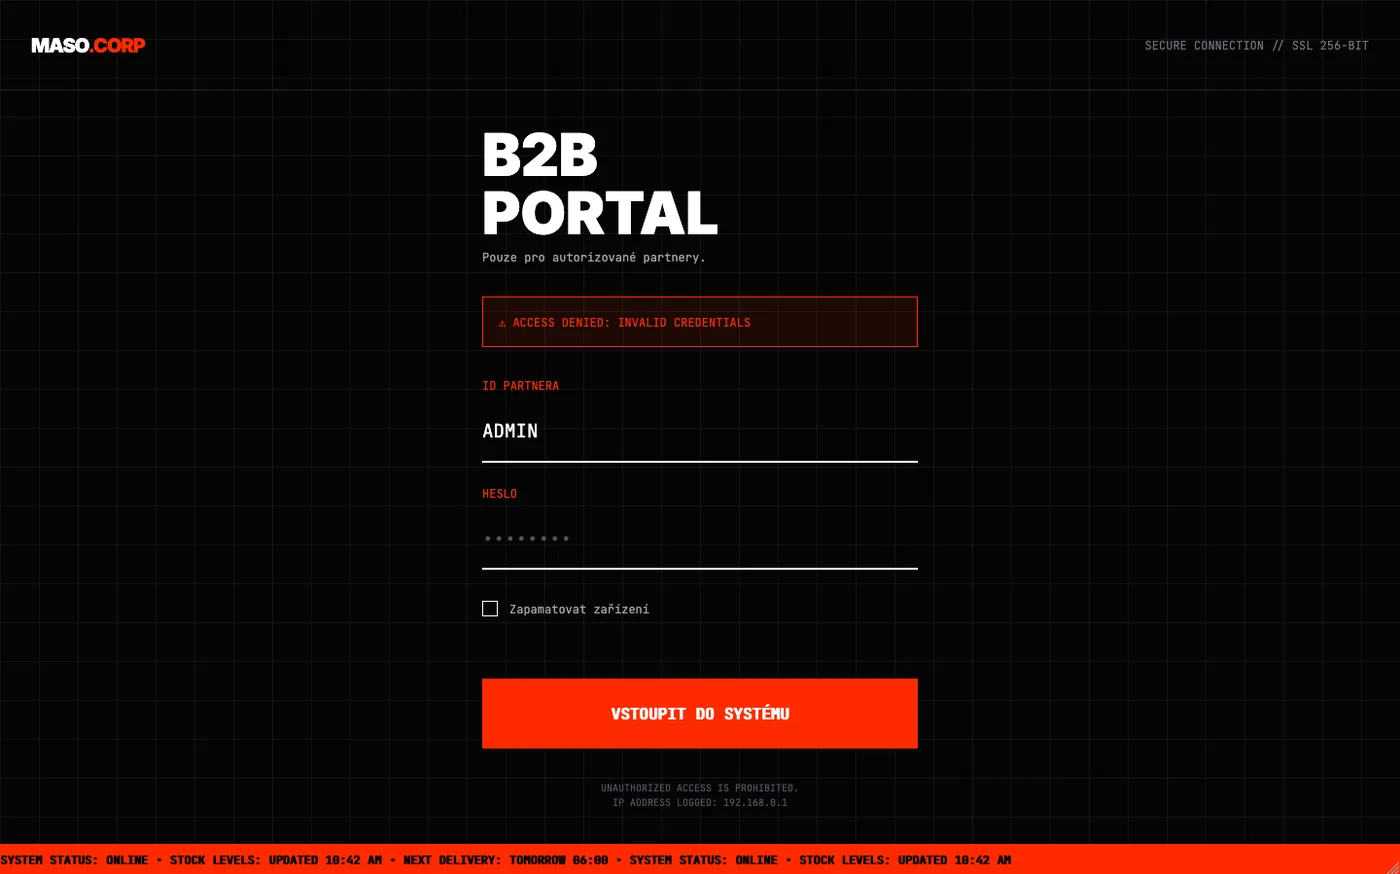 MASO.CORP
SECURE CONNECTION // SSL 256-BIT
B2B
PORTAL
Pouze pro autorizované partnery.
⚠ ACCESS DENIED: INVALID CREDENTIALS
ID PARTNERA
ADMIN
HESLO
••••••••
Zapamatovat zařízení
VSTOUPIT DO SYSTÉMU
UNAUTHORIZED ACCESS IS PROHIBITED.
IP ADDRESS LOGGED: 192.168.0.1
SYSTEM STATUS: ONLINE • STOCK LEVELS: UPDATED 10:42 AM • NEXT DELIVERY: TOMORROW 06:00 • SYSTEM STATUS: ONLINE • STOCK LEVELS: UPDATED 10:42 AM